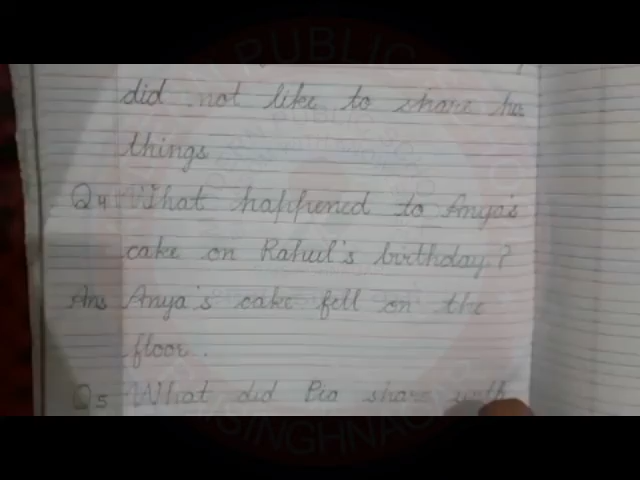 did not like to share her
things
Q4 What happened to Anya's
cake on Rahul's birthday?
Ans Anya's cake fell on the
floor.
Q5 What did Pia share with